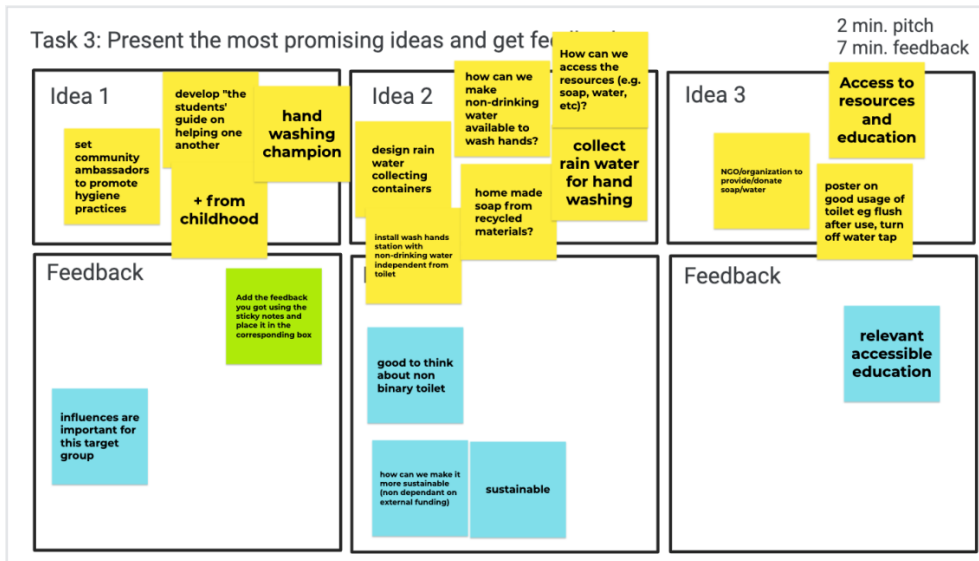 Task 3: Present the most promising ideas and get fee
2 min. pitch
7 min. feedback
Idea 1
set
community
ambassadors
to promote
hygiene
practices
develop "the
students'
guide on
helping one
another
hand
washing
champion
+ from
childhood
Idea 2
design rain
water
collecting
containers
how can we
make
non-drinking
water
available to
wash hands?
How can we
access the
resources (e.g.
soap, water,
etc)?
collect
rain water
for hand
washing
home made
soap from
recycled
materials?
install wash hands
station with
non-drinking water
independent from
toilet
Idea 3
Access to
resources
and
education
NGO/organization to
provide/donate
soap/water
poster on
good usage of
toilet eg flush
after use, turn
off water tap
Feedback
Add the feedback
you got using the
sticky notes and
place it in the
corresponding box
influences are
important for
this target
group
good to think
about non
binary toilet
how can we make it
more sustainable
(non dependant on
external funding)
sustainable
Feedback
relevant
accessible
education